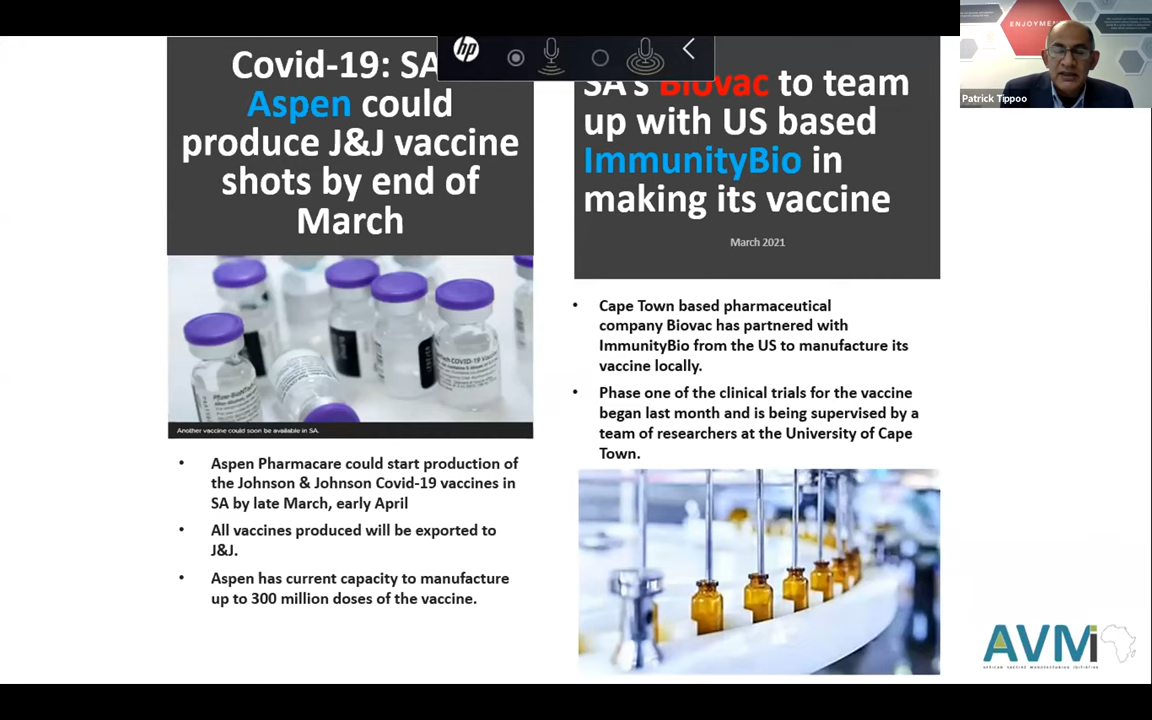 hp
ENJOYMENT
Patrick Tippoo
Covid-19: SA
Aspen could
produce J&J vaccine
shots by end of
March
Another vaccine could soon be available in SA.
• Aspen Pharmacare could start production of
the Johnson & Johnson Covid-19 vaccines in
SA by late March, early April
• All vaccines produced will be exported to
J&J.
• Aspen has current capacity to manufacture
up to 300 million doses of the vaccine.
SA's Biovac to team
up with US based
ImmunityBio in
making its vaccine
March 2021
• Cape Town based pharmaceutical
company Biovac has partnered with
ImmunityBio from the US to manufacture its
vaccine locally.
• Phase one of the clinical trials for the vaccine
began last month and is being supervised by a
team of researchers at the University of Cape
Town.
AVMi
AFRICAN VACCINE MANUFACTURING INITIATIVE